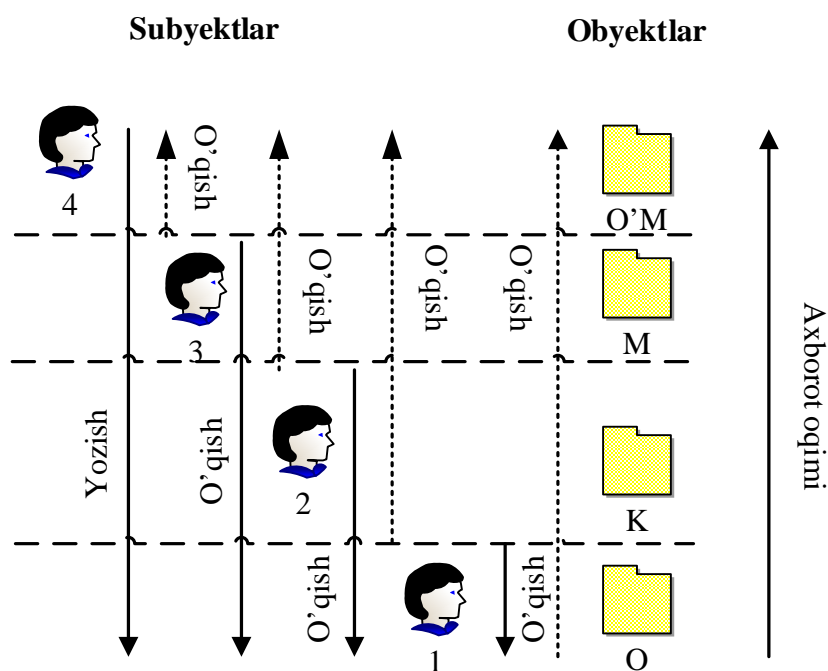 Subyektlar
Obyektlar
4
O'qish
O'M
3
O'qish
O'qish
O'qish
M
Yozish
O'qish
2
K
O'qish
1
O'qish
O
Axborot oqimi